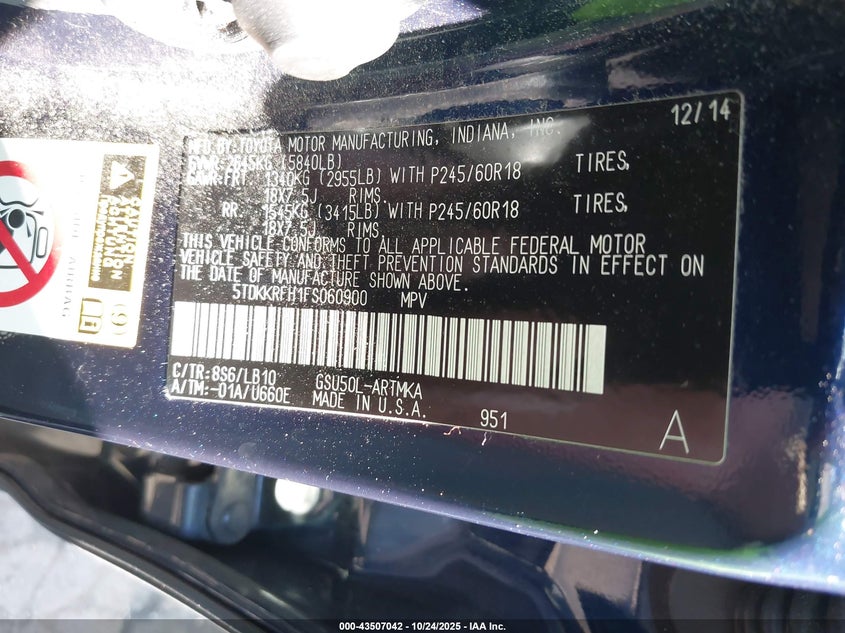 12/14
MFD BY:TOYOTA MOTOR MANUFACTURING, INDIANA, INC.
GVWR:2645KG (5840LB)
GAWR:FRT 1340KG (2955LB) WITH P245/60R18 TIRES,
18X7.5J RIMS.
RR. 1545KG (3415LB) WITH P245/60R18 TIRES,
18X7.5J RIMS.
THIS VEHICLE CONFORMS TO ALL APPLICABLE FEDERAL MOTOR
VEHICLE SAFETY AND THEFT PREVENTION STANDARDS IN EFFECT ON
THE DATE OF MANUFACTURE SHOWN ABOVE.
5TDKKRFH1FS060900 MPV
C/TR:8S6/LB10 GSU50L-ARTMKA
A/TM:-01A/U660E MADE IN U.S.A.
951
A
AIRBAG
CAUTION
000-43507042 - 10/24/2025 - IAA Inc.